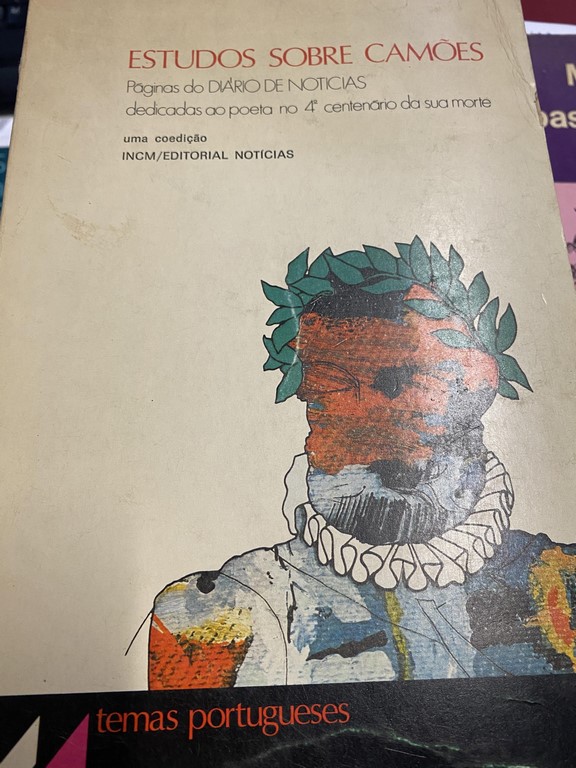 ESTUDOS SOBRE CAMÕES
Páginas do DIÁRIO DE NOTICIAS
dedicadas ao poeta no 4º centenário da sua morte
uma coedição
INCM/EDITORIAL NOTÍCIAS
temas portugueses